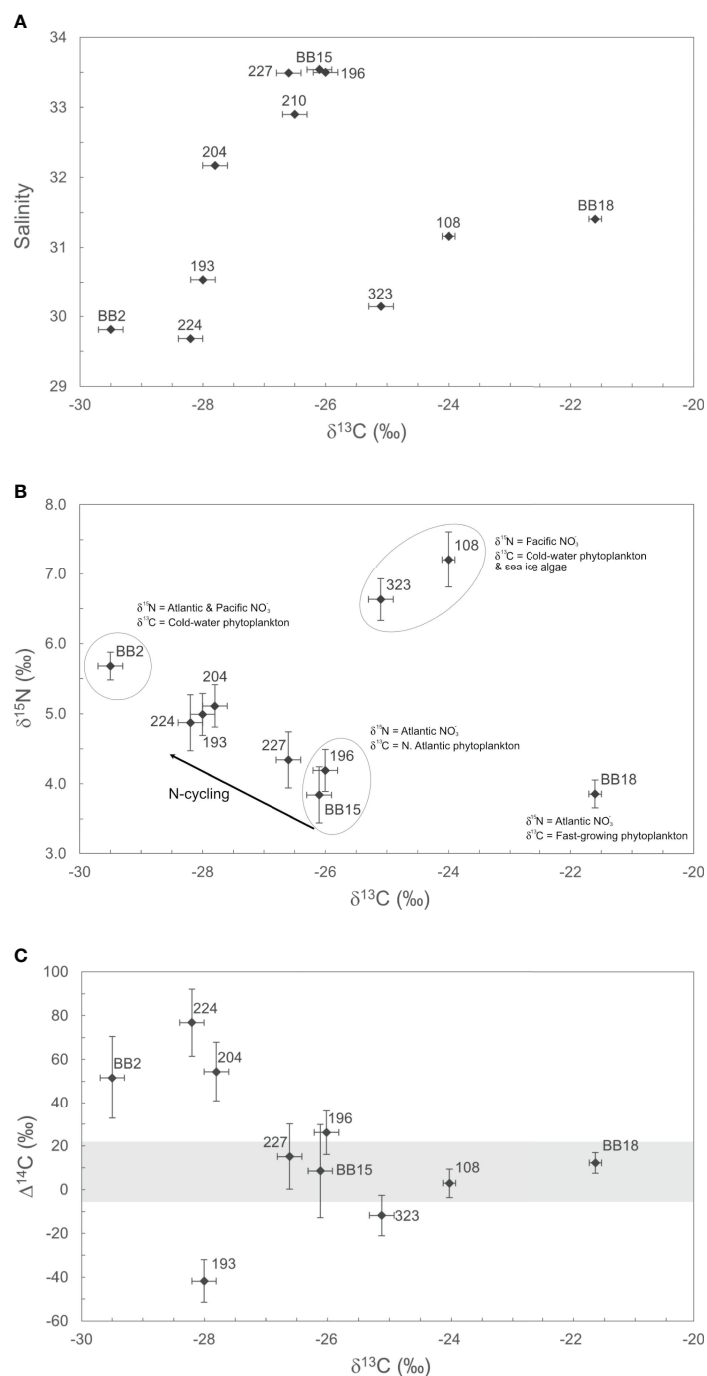 A
34
33
32
31
30
29
Salinity
BB15
227
196
210
204
BB18
108
193
323
BB2
224
-30
-28
-26
-24
-22
-20
δ¹³C (‰)
B
8.0
7.0
6.0
5.0
4.0
3.0
δ¹⁵N (‰)
108
δ¹⁵N = Pacific NO₃⁻
δ¹³C = Cold-water phytoplankton
& sea ice algae
323
δ¹⁵N = Atlantic & Pacific NO₃⁻
δ¹³C = Cold-water phytoplankton
BB2
204
224
193
227
δ¹⁵N = Atlantic NO₃⁻
δ¹³C = N. Atlantic phytoplankton
196
BB15
BB18
N-cycling
δ¹⁵N = Atlantic NO₃⁻
δ¹³C = Fast-growing phytoplankton
-30
-28
-26
-24
-22
-20
δ¹³C (‰)
C
100
80
60
40
20
0
-20
-40
-60
Δ¹⁴C (‰)
224
BB2
204
196
227
BB15
BB18
108
323
193
-30
-28
-26
-24
-22
-20
δ¹³C (‰)